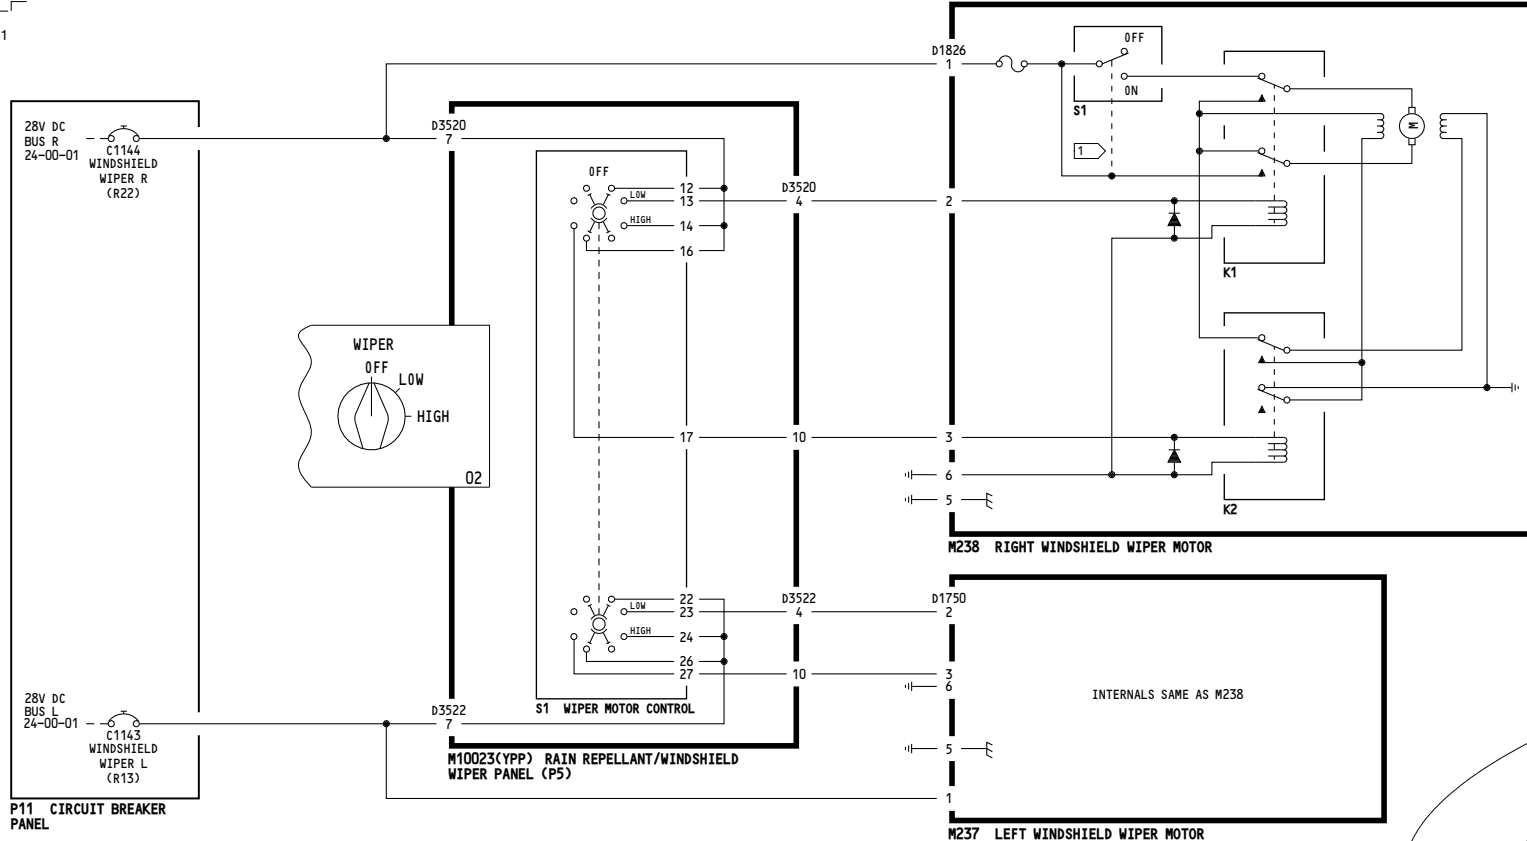 1
28V DC
BUS R
24-00-01
C1144
WINDSHIELD
WIPER R
(R22)
D3520
7
OFF
LOW
HIGH
12
13
14
16
D3520
4
WIPER
OFF
LOW
HIGH
02
17
10
22
23
24
26
27
LOW
HIGH
D3522
4
10
S1 WIPER MOTOR CONTROL
28V DC
BUS L
24-00-01
C1143
WINDSHIELD
WIPER L
(R13)
D3522
7
M10023(YPP) RAIN REPELLANT/WINDSHIELD
WIPER PANEL (P5)
P11 CIRCUIT BREAKER
PANEL
D1826
1
2
3
6
5
OFF
ON
S1
1
M
K1
K2
M238 RIGHT WINDSHIELD WIPER MOTOR
D1750
2
3
6
5
1
INTERNALS SAME AS M238
M237 LEFT WINDSHIELD WIPER MOTOR